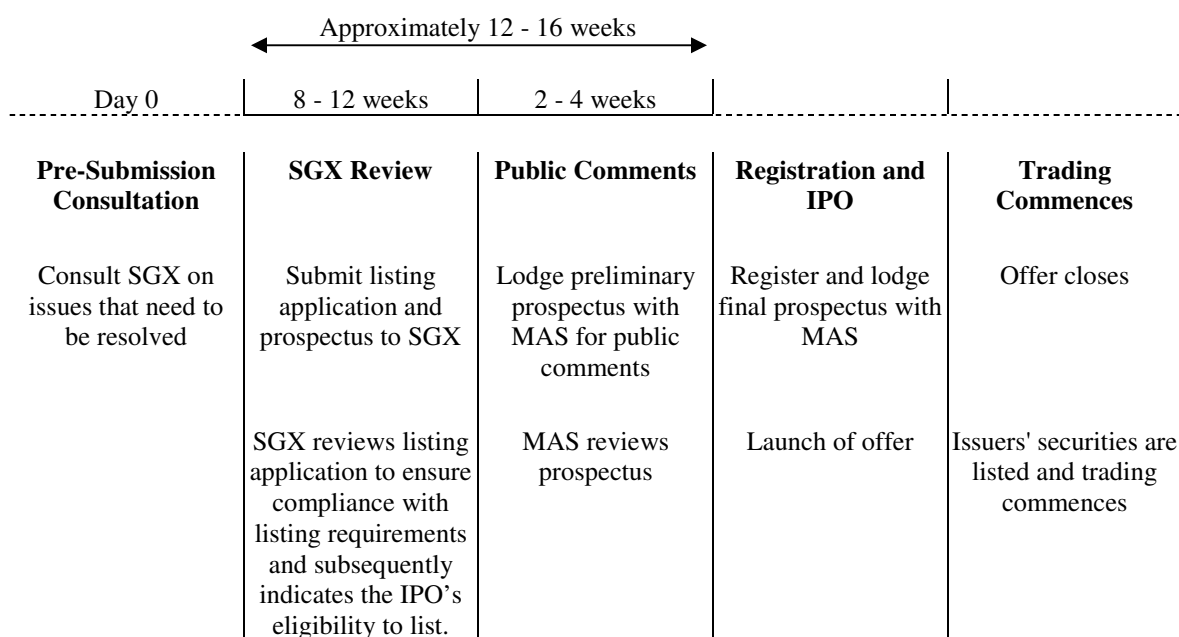 Approximately 12 - 16 weeks
Day 0
8 - 12 weeks
2 - 4 weeks
Pre-Submission
Consultation
SGX Review
Public Comments
Registration and
IPO
Trading
Commences
Consult SGX on
issues that need to
be resolved
Submit listing
application and
prospectus to SGX
Lodge preliminary
prospectus with
MAS for public
comments
Register and lodge
final prospectus with
MAS
Offer closes
SGX reviews listing
application to ensure
compliance with
listing requirements
and subsequently
indicates the IPO’s
eligibility to list.
MAS reviews
prospectus
Launch of offer
Issuers' securities are
listed and trading
commences